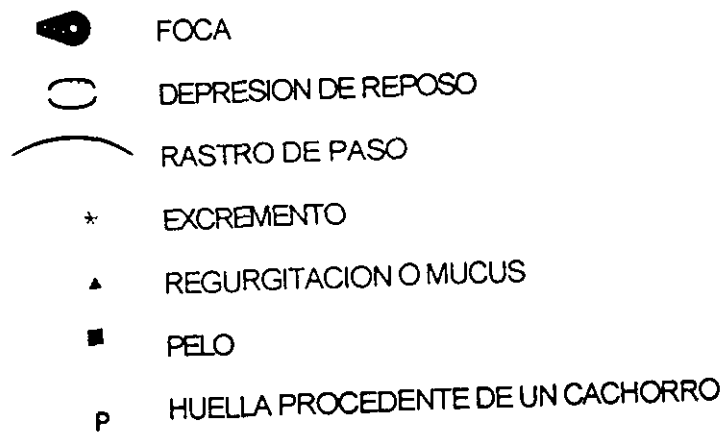 FOCA
DEPRESION DE REPOSO
RASTRO DE PASO
* EXCREMENTO
REGURGITACION O MUCUS
PELO
P HUELLA PROCEDENTE DE UN CACHORRO